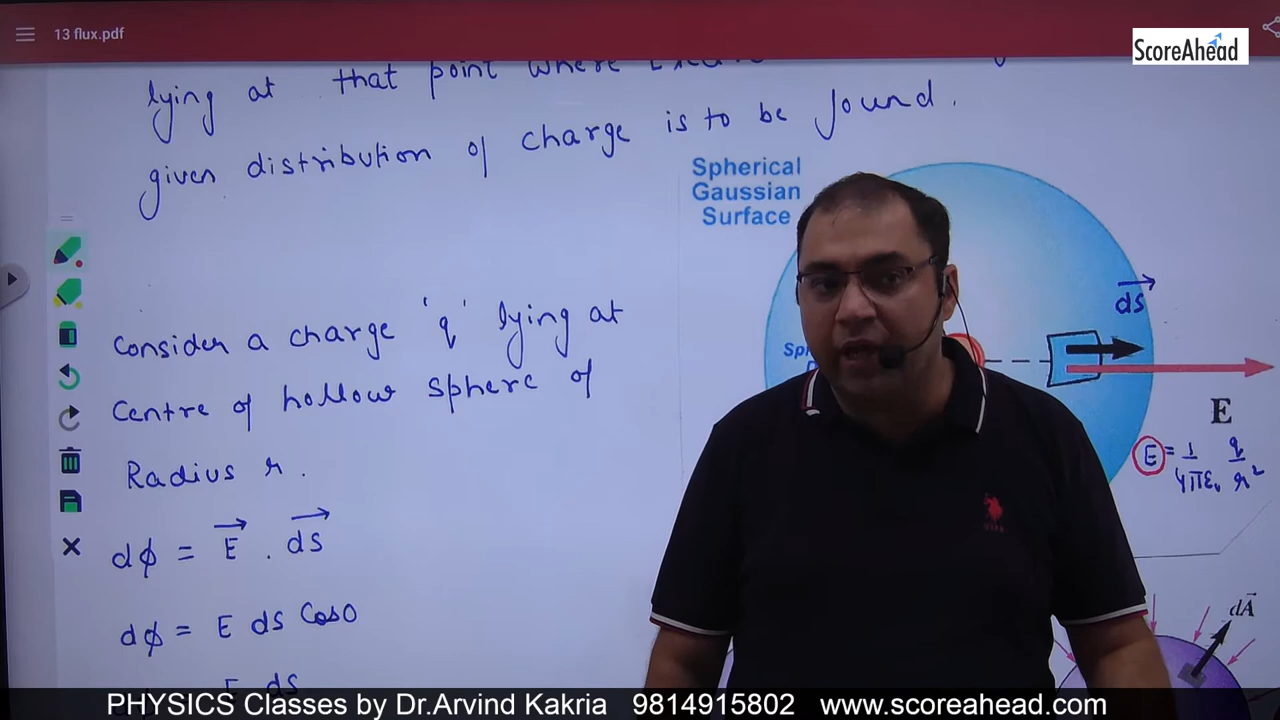 13 flux.pdf
ScoreAhead
lying at that point where
given distribution of charge is to be found.
Spherical
Gaussian
Surface
Consider a charge 'q' lying at
Centre of hollow sphere of
Radius r.
dϕ = E⃗ . ds⃗
dϕ = E ds Cos0
E ds
ds⃗
E
E = 1/4πε₀ q/r²
dA⃗
PHYSICS Classes by Dr.Arvind Kakria 9814915802 www.scoreahead.com